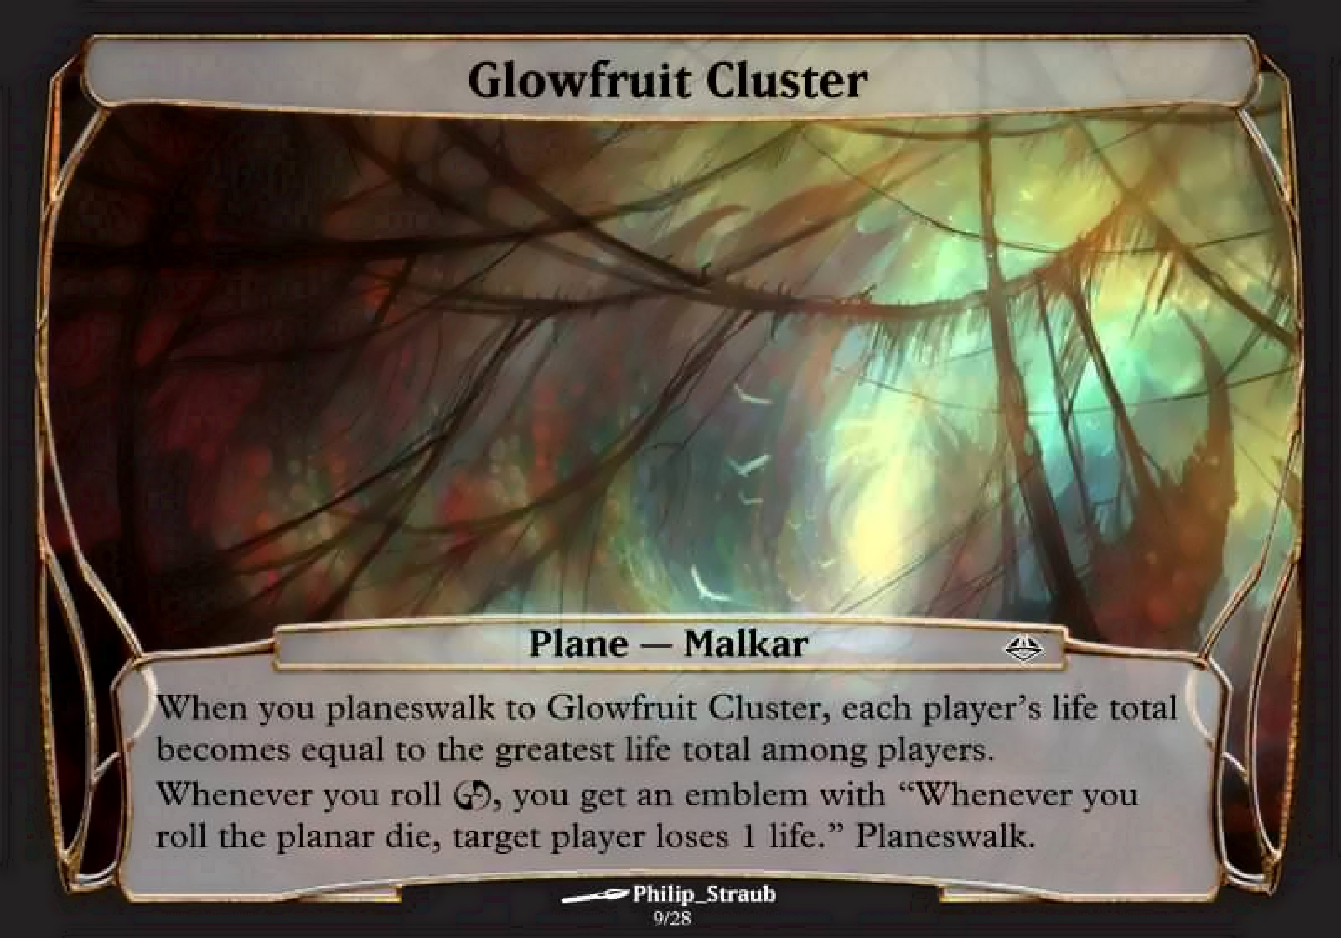 Glowfruit Cluster
Plane — Malkar
When you planeswalk to Glowfruit Cluster, each player’s life total
becomes equal to the greatest life total among players.
Whenever you roll , you get an emblem with “Whenever you
roll the planar die, target player loses 1 life.” Planeswalk.
Philip_Straub
9/28